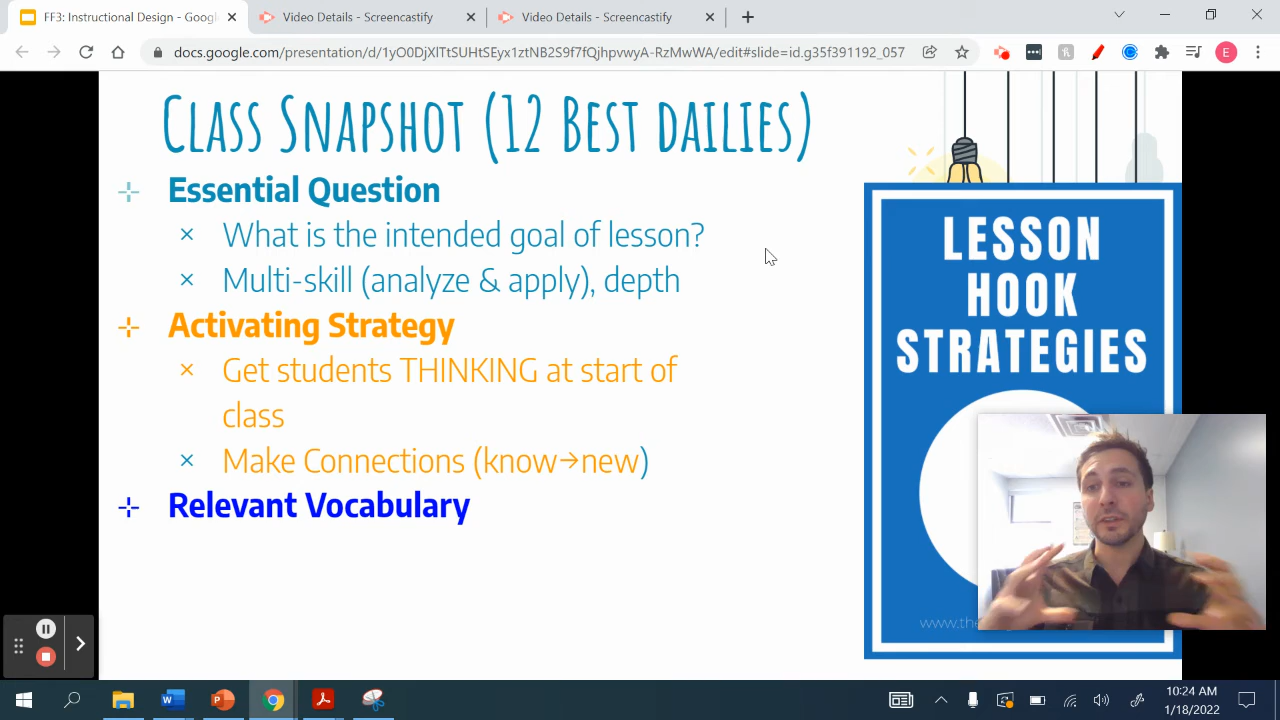 FF3: Instructional Design - Goog
Video Details - Screencastify
Video Details - Screencastify
docs.google.com/presentation/d/1yO0DjXlTtSUHtSEyx1ztNB2S9f7fQjhpvwyA-RzMwWA/edit#slide=id.g35f391192_057
E
Class Snapshot (12 Best dailies)
Essential Question
What is the intended goal of lesson?
Multi-skill (analyze & apply), depth
Activating Strategy
Get students THINKING at start of
class
Make Connections (know→new)
Relevant Vocabulary
LESSON
HOOK
STRATEGIES
www.the
10:24 AM
1/18/2022